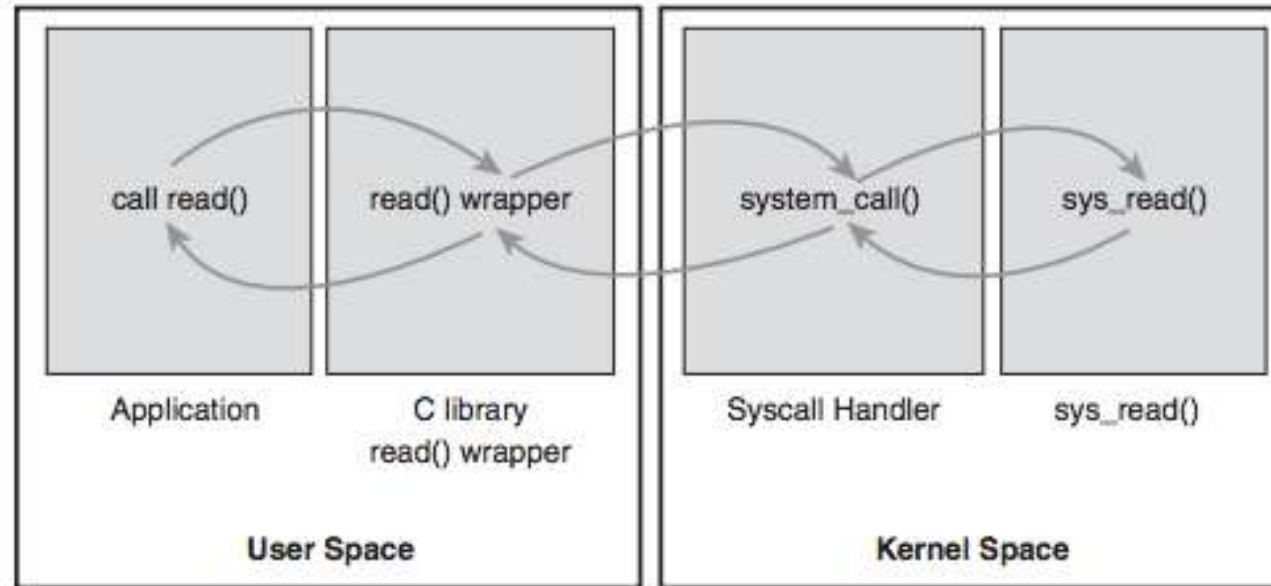 call read()
read() wrapper
system_call()
sys_read()
Application
C library
read() wrapper
Syscall Handler
sys_read()
User Space
Kernel Space